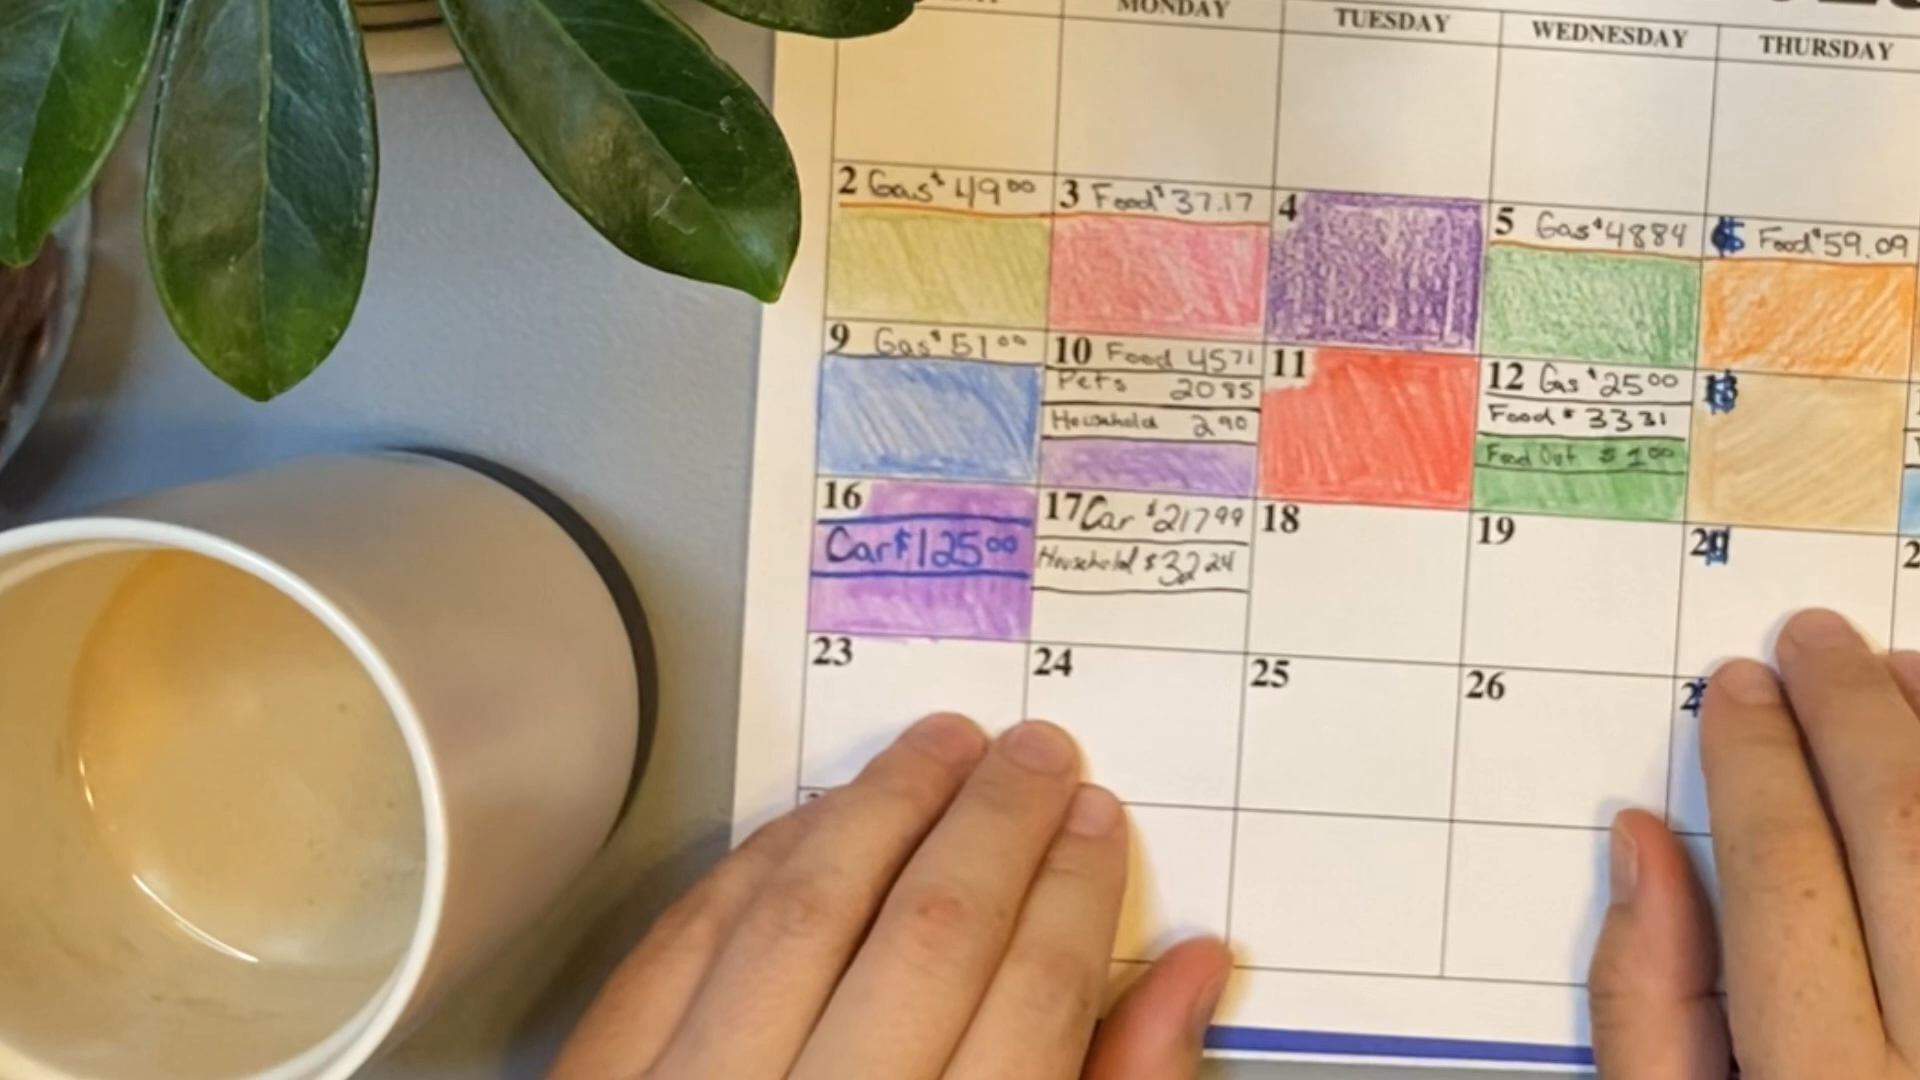 MONDAY TUESDAY WEDNESDAY THURSDAY
2 Gas $49 00
3 Food $37.17
4
5 Gas $48 84
6 Food $59.09
9 Gas $51 00
10 Food 45 71
Pets 20 85
Household 2 90
11
12 Gas $25 00
Food $33 31
Food Out $1 00
13
16
Car $125 00
17 Car $217 99
Household $32 24
18
19
20
23
24
25
26